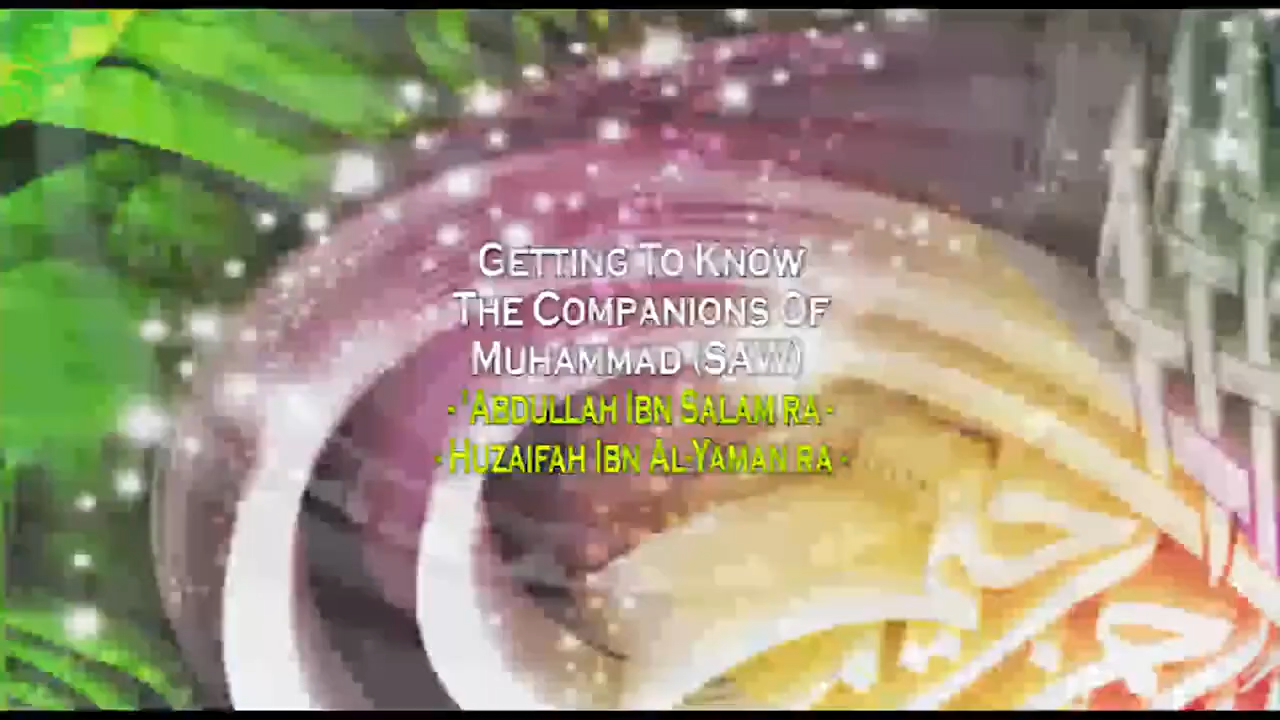 Getting To Know
The Companions Of
Muhammad (SAW)
- 'Abdullah Ibn Salam ra -
- Huzaifah Ibn Al-Yaman ra -